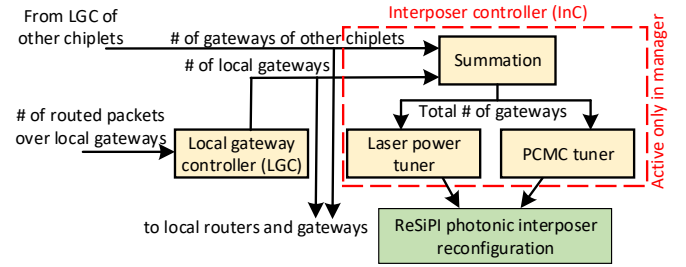 From LGC of
other chiplets
Interposer controller (InC)
# of gateways of other chiplets
# of local gateways
Summation
Total # of gateways
# of routed packets
over local gateways
Local gateway
controller (LGC)
Laser power
tuner
PCMC tuner
Active only in manager
to local routers and gateways
ReSiPI photonic interposer
reconfiguration